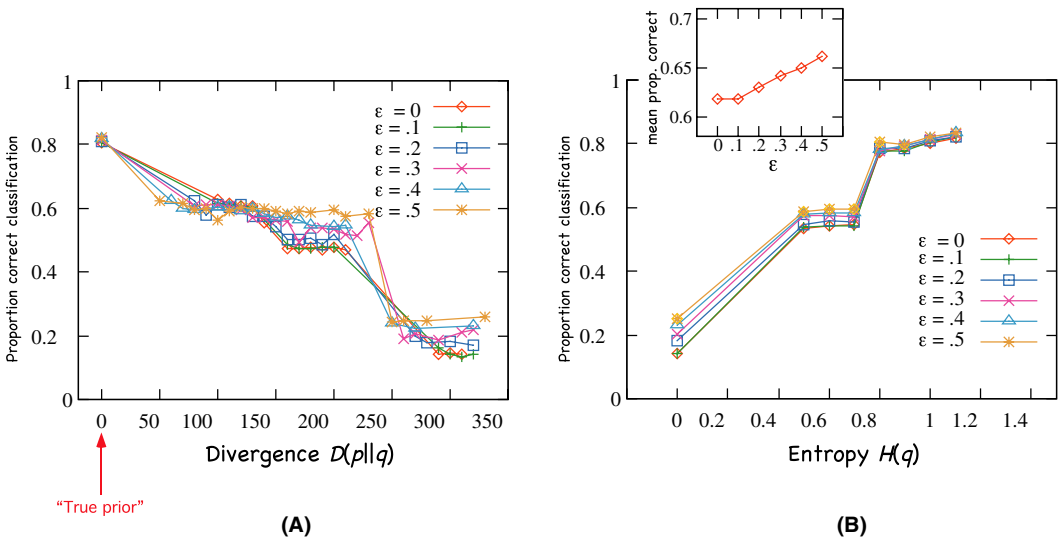 Proportion correct classification
1
0.8
0.6
0.4
0.2
0
0 50 100 150 200 250 300 350
Divergence D(p||q)
ε = 0
ε = .1
ε = .2
ε = .3
ε = .4
ε = .5
“True prior”
(A)
mean prop. correct
0.7
0.65
0.6
0 .1 .2 .3 .4 .5
ε
Proportion correct classification
1
0.8
0.6
0.4
0.2
0
0 0.2 0.4 0.6 0.8 1 1.2 1.4
Entropy H(q)
ε = 0
ε = .1
ε = .2
ε = .3
ε = .4
ε = .5
(B)